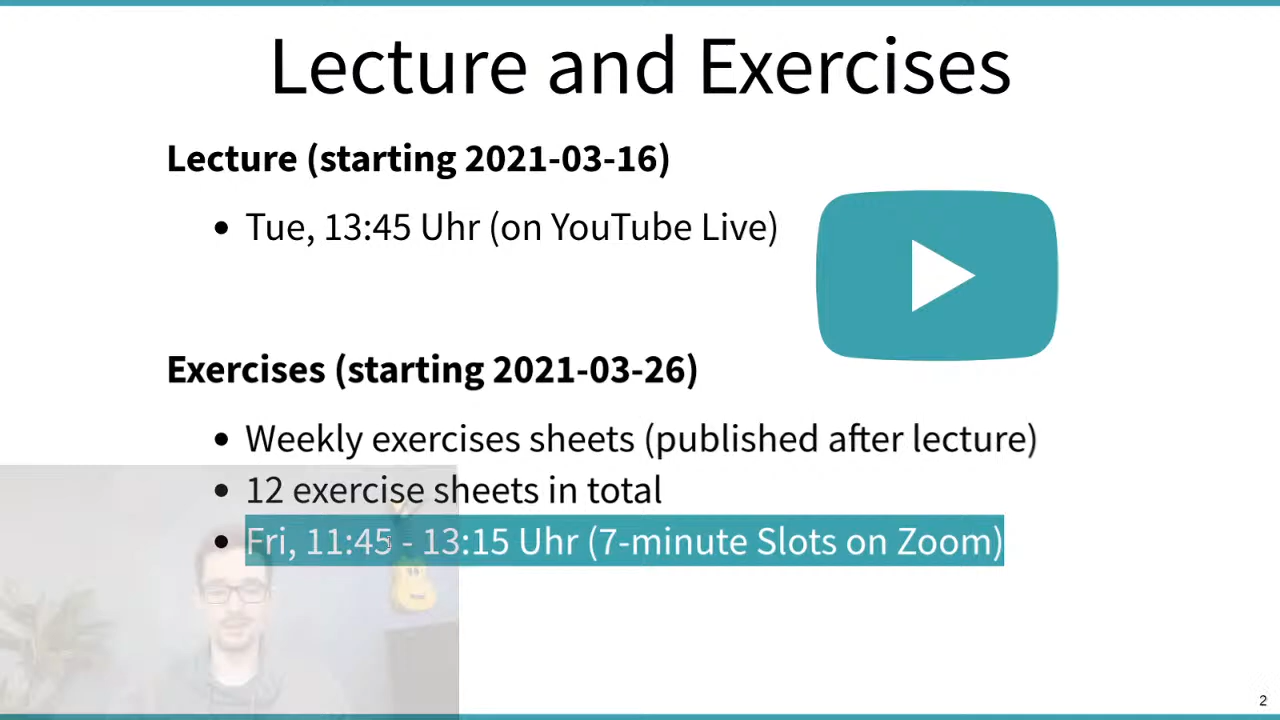 Lecture and Exercises
Lecture (starting 2021-03-16)
• Tue, 13:45 Uhr (on YouTube Live)
Exercises (starting 2021-03-26)
• Weekly exercises sheets (published after lecture)
• 12 exercise sheets in total
• Fri, 11:45 - 13:15 Uhr (7-minute Slots on Zoom)
2